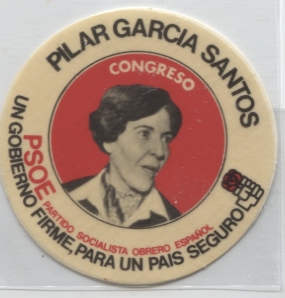 PILAR GARCIA SANTOS
CONGRESO
PSOE
PARTIDO SOCIALISTA OBRERO ESPAÑOL
UN GOBIERNO FIRME, PARA UN PAIS SEGURO